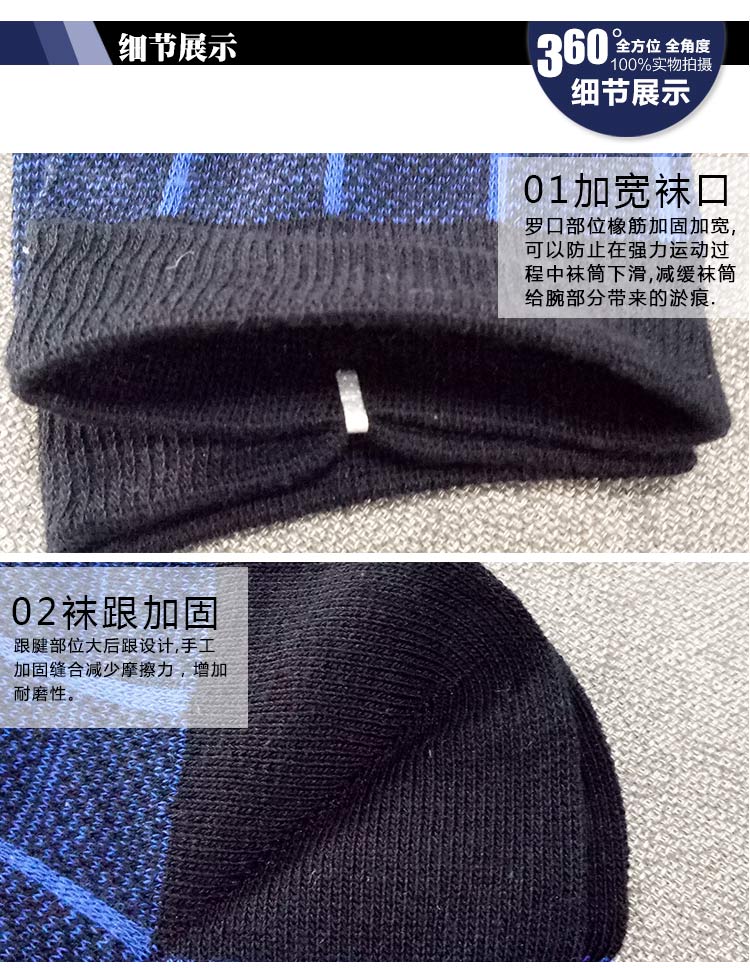 细节展示
360°
全方位 全角度
100%实物拍摄
细节展示
01加宽袜口
罗口部位橡筋加固加宽,
可以防止在强力运动过
程中袜筒下滑,减缓袜筒
给腕部分带来的淤痕.
02袜跟加固
跟腱部位大后跟设计,手工
加固缝合减少摩擦力，增加
耐磨性。